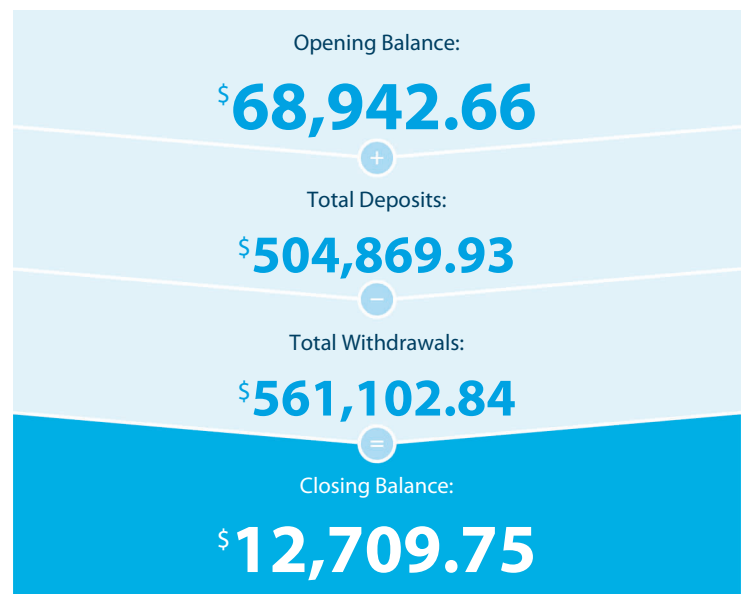 Opening Balance:
$68,942.66
+
Total Deposits:
$504,869.93
−
Total Withdrawals:
$561,102.84
=
Closing Balance:
$12,709.75